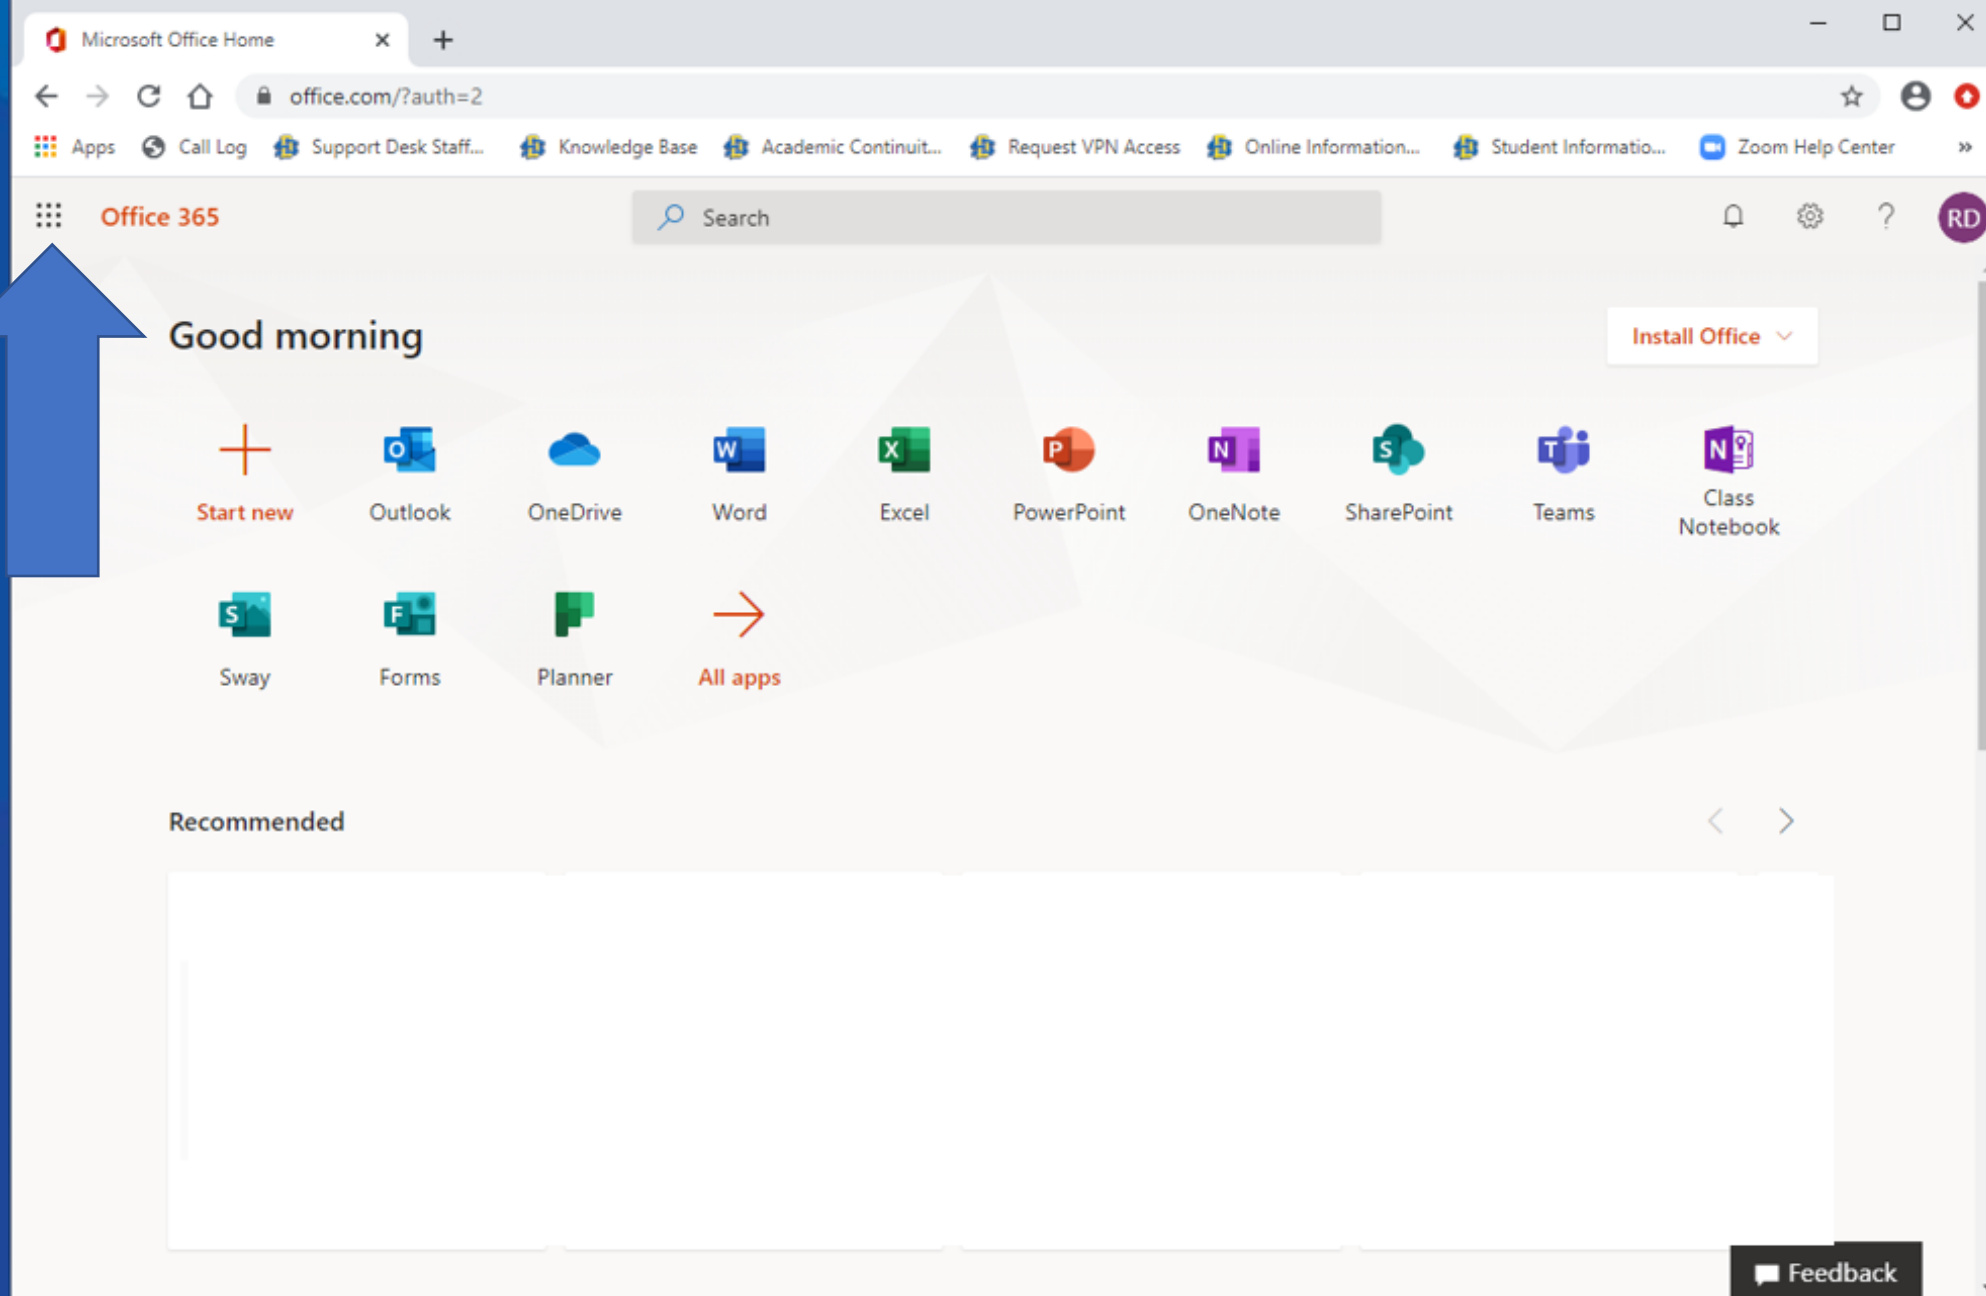 Microsoft Office Home
office.com/?auth=2
Apps Call Log Support Desk Staff... Knowledge Base Academic Continuit... Request VPN Access Online Information... Student Informatio... Zoom Help Center »
Office 365 Search ? RD
Good morning Install Office
Start new Outlook OneDrive Word Excel PowerPoint OneNote SharePoint Teams Class
Notebook
Sway Forms Planner All apps
Recommended
Feedback